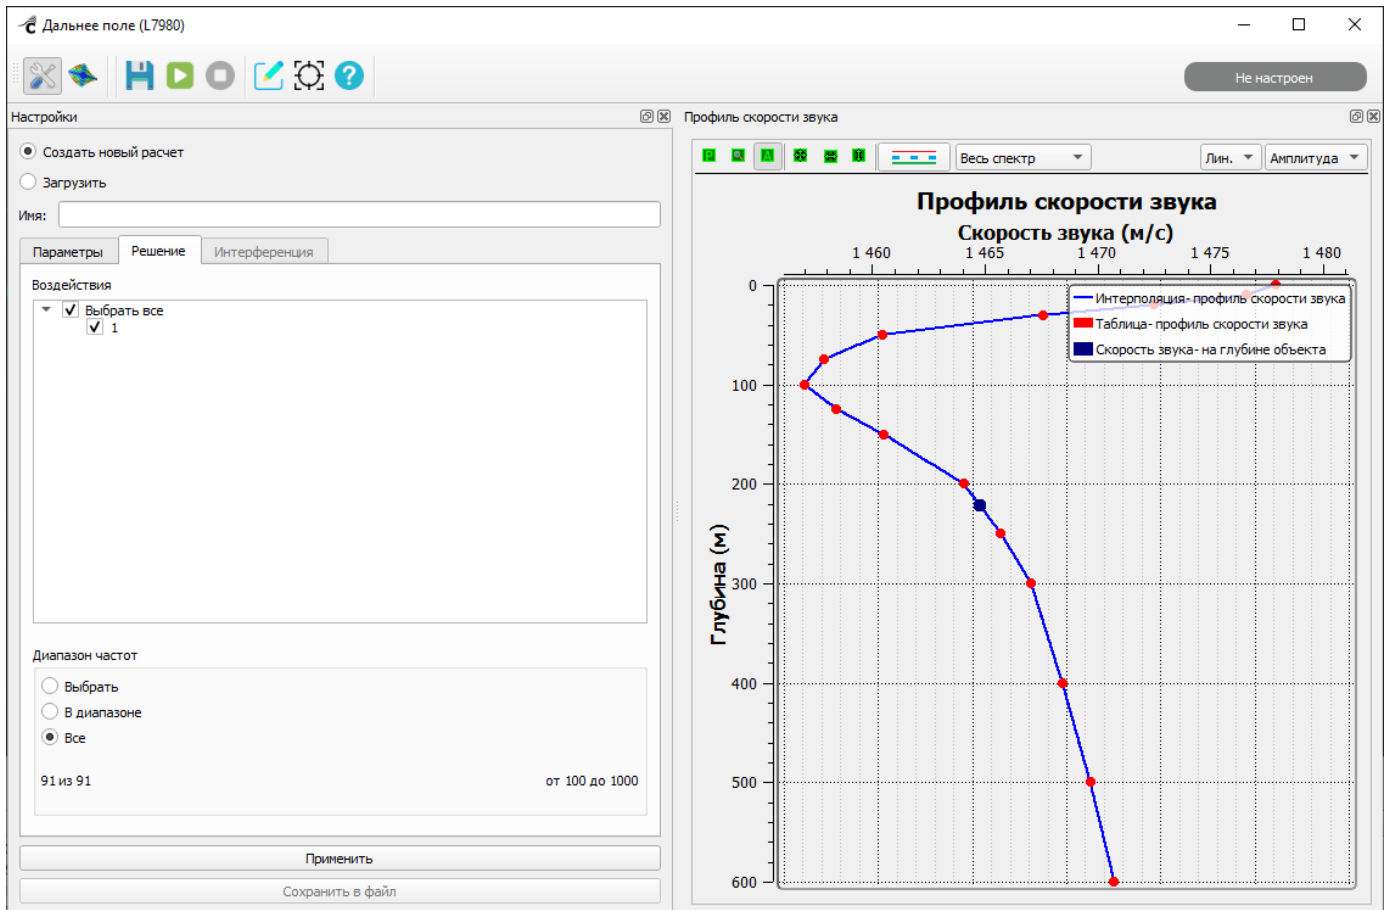 Дальнее поле (L7980)
Не настроен
Настройки
Создать новый расчет
Загрузить
Имя:
Параметры Решение Интерференция
Воздействия
Выбрать все
1
Диапазон частот
Выбрать
В диапазоне
Все
91 из 91 от 100 до 1000
Применить
Сохранить в файл
Профиль скорости звука
P A Весь спектр Лин. Амплитуда
Профиль скорости звука
Скорость звука (м/с)
1 460 1 465 1 470 1 475 1 480
Интерполяция- профиль скорости звука
Таблица- профиль скорости звука
Скорость звука- на глубине объекта
Глубина (м)
0
100
200
300
400
500
600